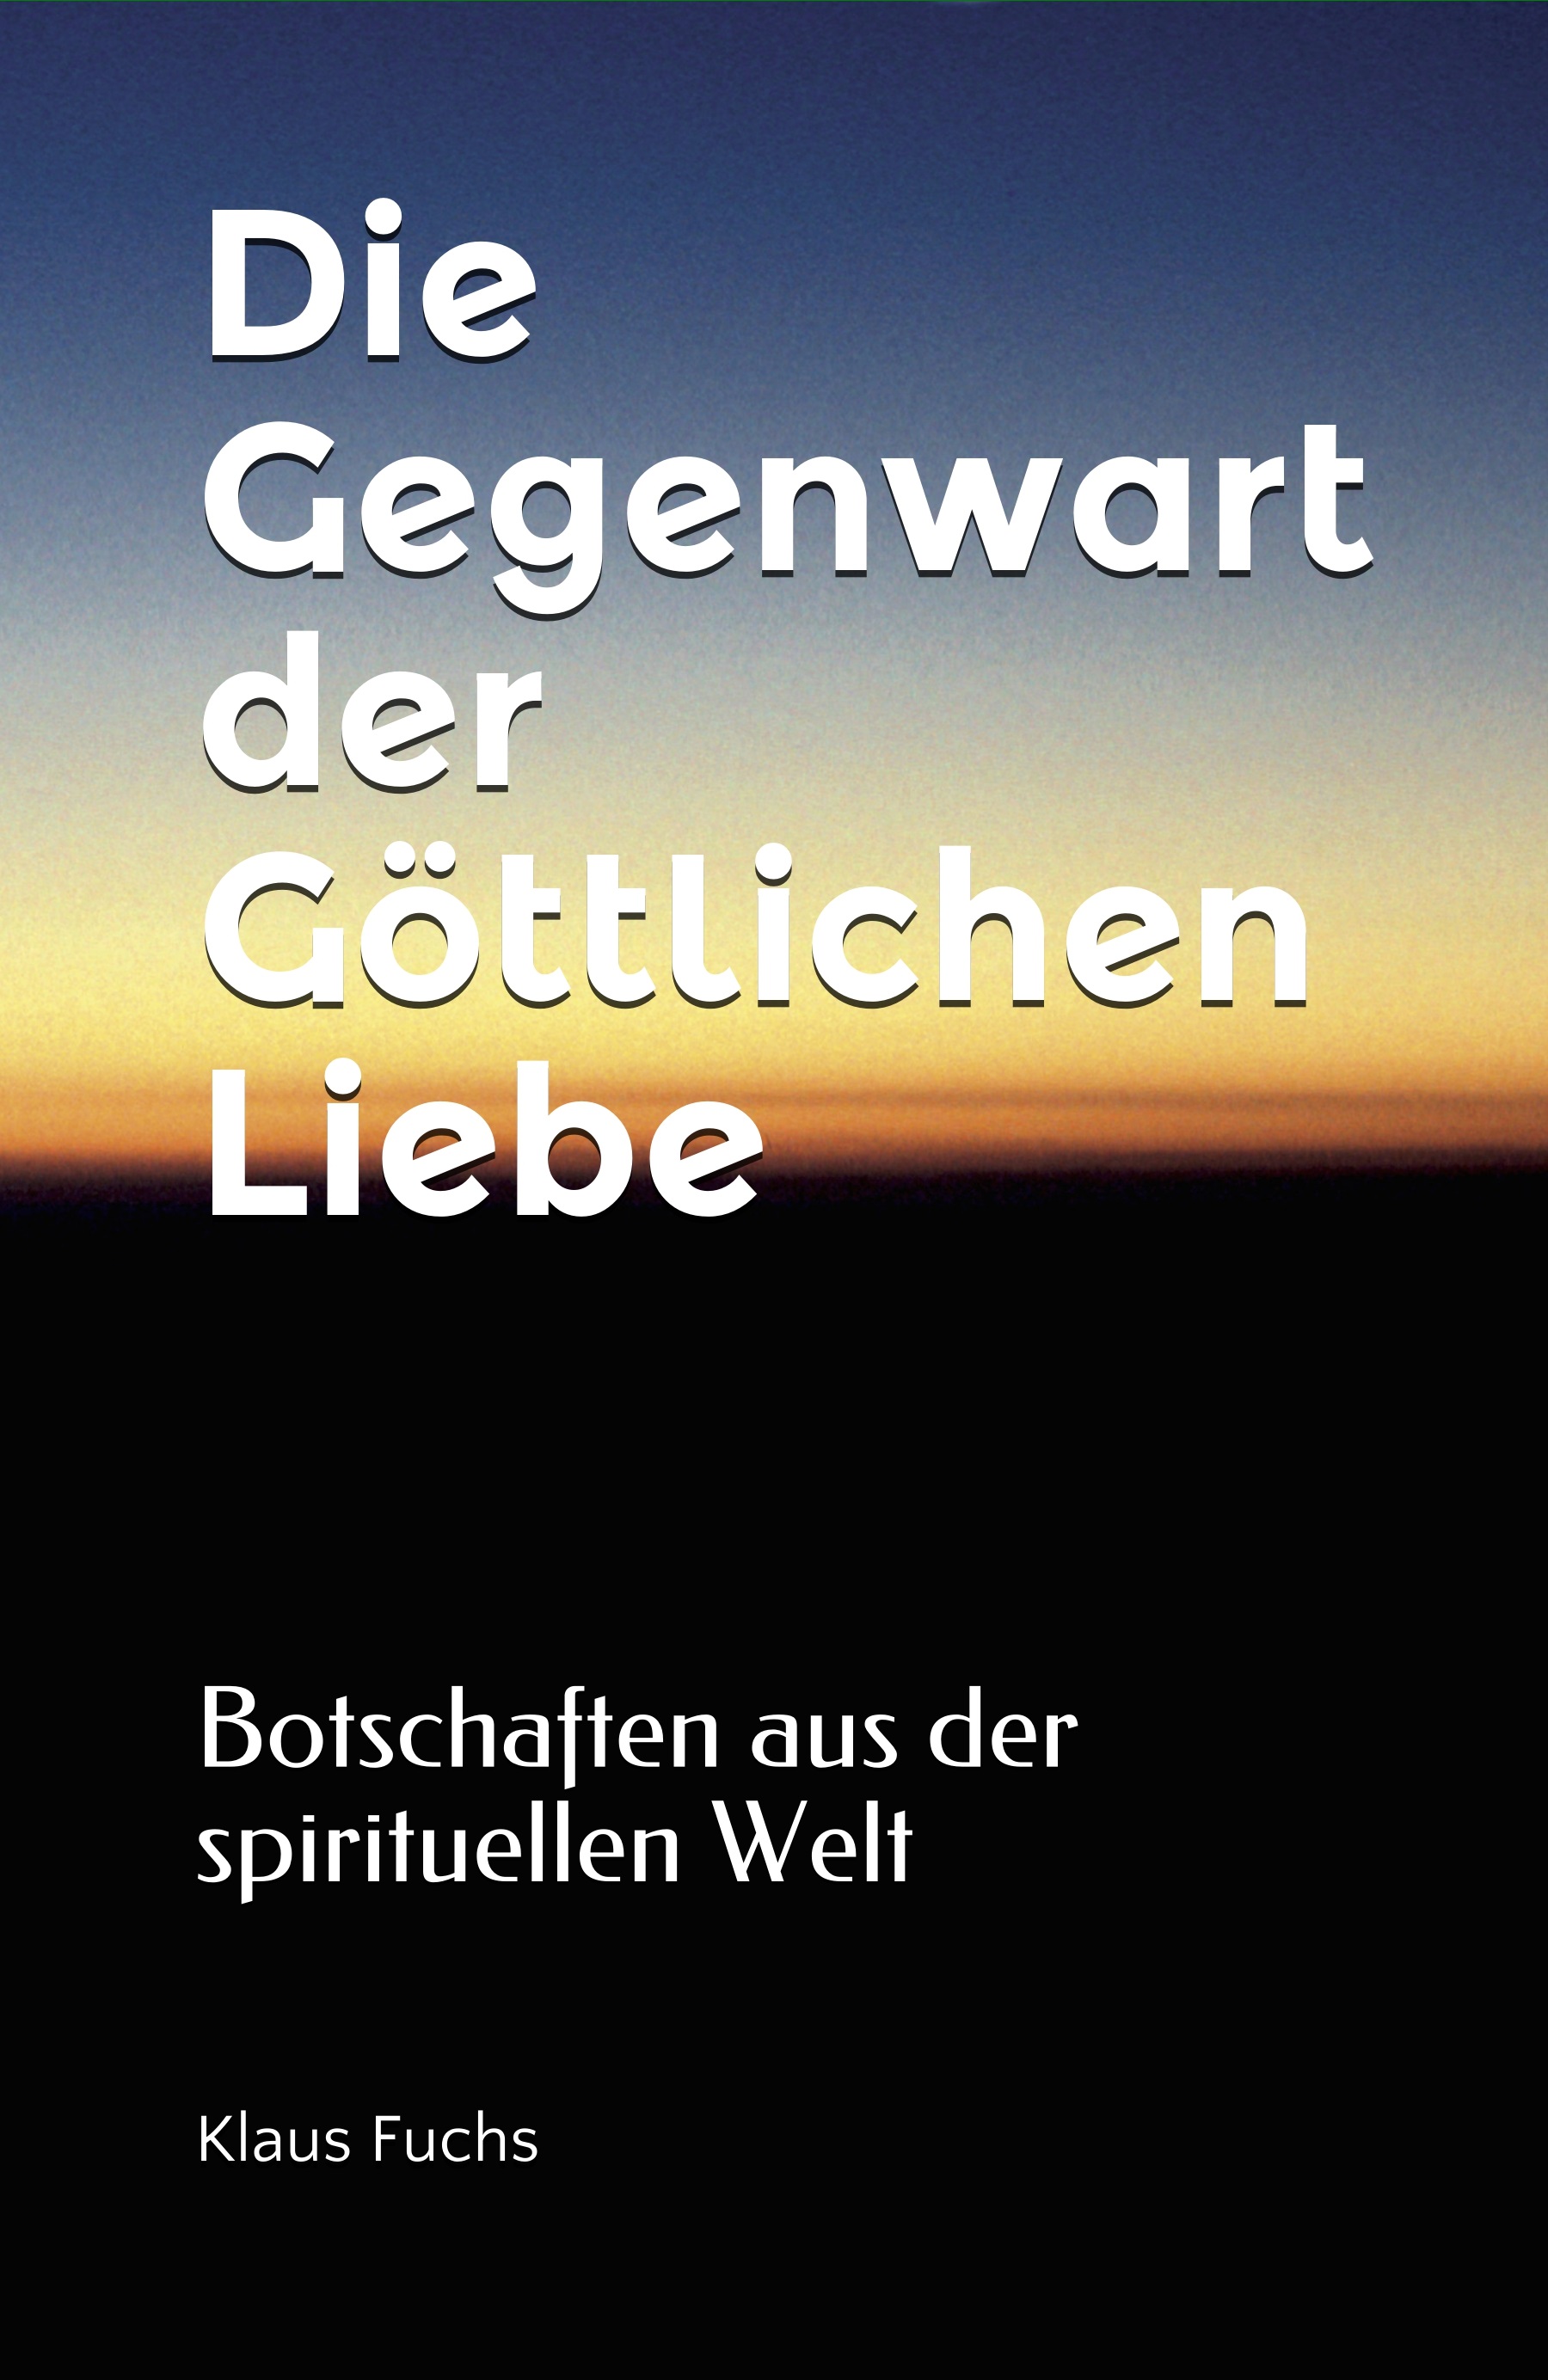 Die
Gegenwart
der
Göttlichen
Liebe
Botschaften aus der
spirituellen Welt
Klaus Fuchs